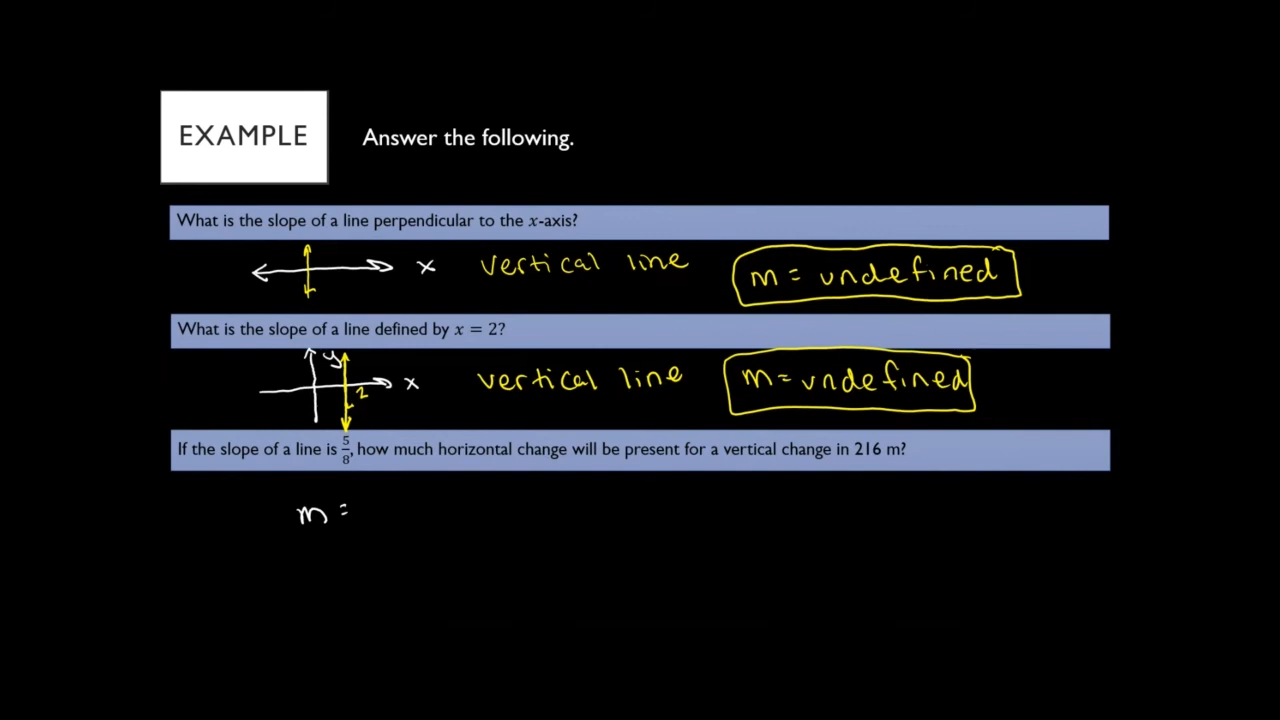 EXAMPLE
Answer the following.
What is the slope of a line perpendicular to the x-axis?
x vertical line m = undefined
What is the slope of a line defined by x = 2?
y
x vertical line m = undefined
2
If the slope of a line is 5/8, how much horizontal change will be present for a vertical change in 216 m?
m =